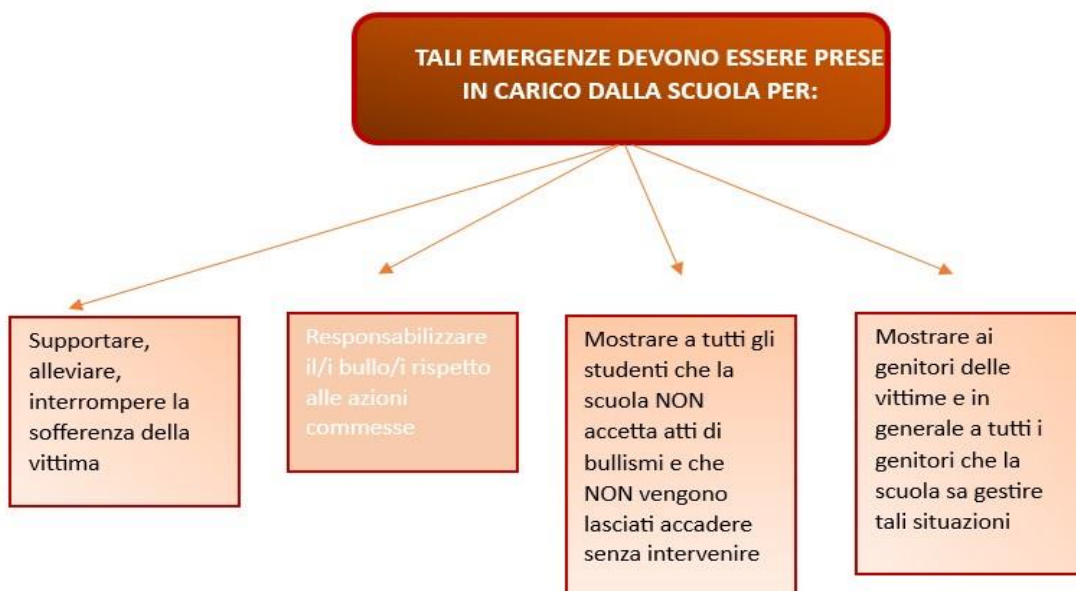 TALI EMERGENZE DEVONO ESSERE PRESE
IN CARICO DALLA SCUOLA PER:
Supportare,
alleviare,
interrompere la
sofferenza della
vittima
Responsabilizzare
il/i bullo/i rispetto
alle azioni
commesse
Mostrare a tutti gli
studenti che la
scuola NON
accetta atti di
bullismi e che
NON vengono
lasciati accadere
senza intervenire
Mostrare ai
genitori delle
vittime e in
generale a tutti i
genitori che la
scuola sa gestire
tali situazioni